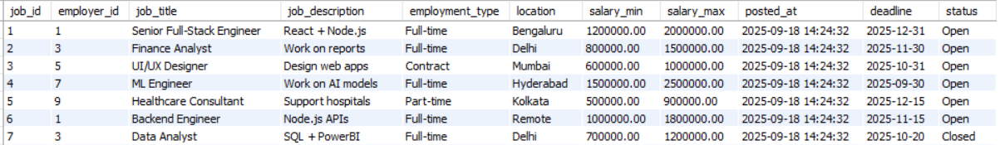 job_id employer_id job_title job_description employment_type location salary_min salary_max posted_at deadline status
1 1 Senior Full-Stack Engineer React + Node.js Full-time Bengaluru 1200000.00 2000000.00 2025-09-18 14:24:32 2025-12-31 Open
2 3 Finance Analyst Work on reports Full-time Delhi 800000.00 1500000.00 2025-09-18 14:24:32 2025-11-30 Open
3 5 UI/UX Designer Design web apps Contract Mumbai 600000.00 1000000.00 2025-09-18 14:24:32 2025-10-31 Open
4 7 ML Engineer Work on AI models Full-time Hyderabad 1500000.00 2500000.00 2025-09-18 14:24:32 2025-09-30 Open
5 9 Healthcare Consultant Support hospitals Part-time Kolkata 500000.00 900000.00 2025-09-18 14:24:32 2025-12-15 Open
6 1 Backend Engineer Node.js APIs Full-time Remote 1000000.00 1800000.00 2025-09-18 14:24:32 2025-11-15 Open
7 3 Data Analyst SQL + PowerBI Full-time Delhi 700000.00 1200000.00 2025-09-18 14:24:32 2025-10-20 Closed